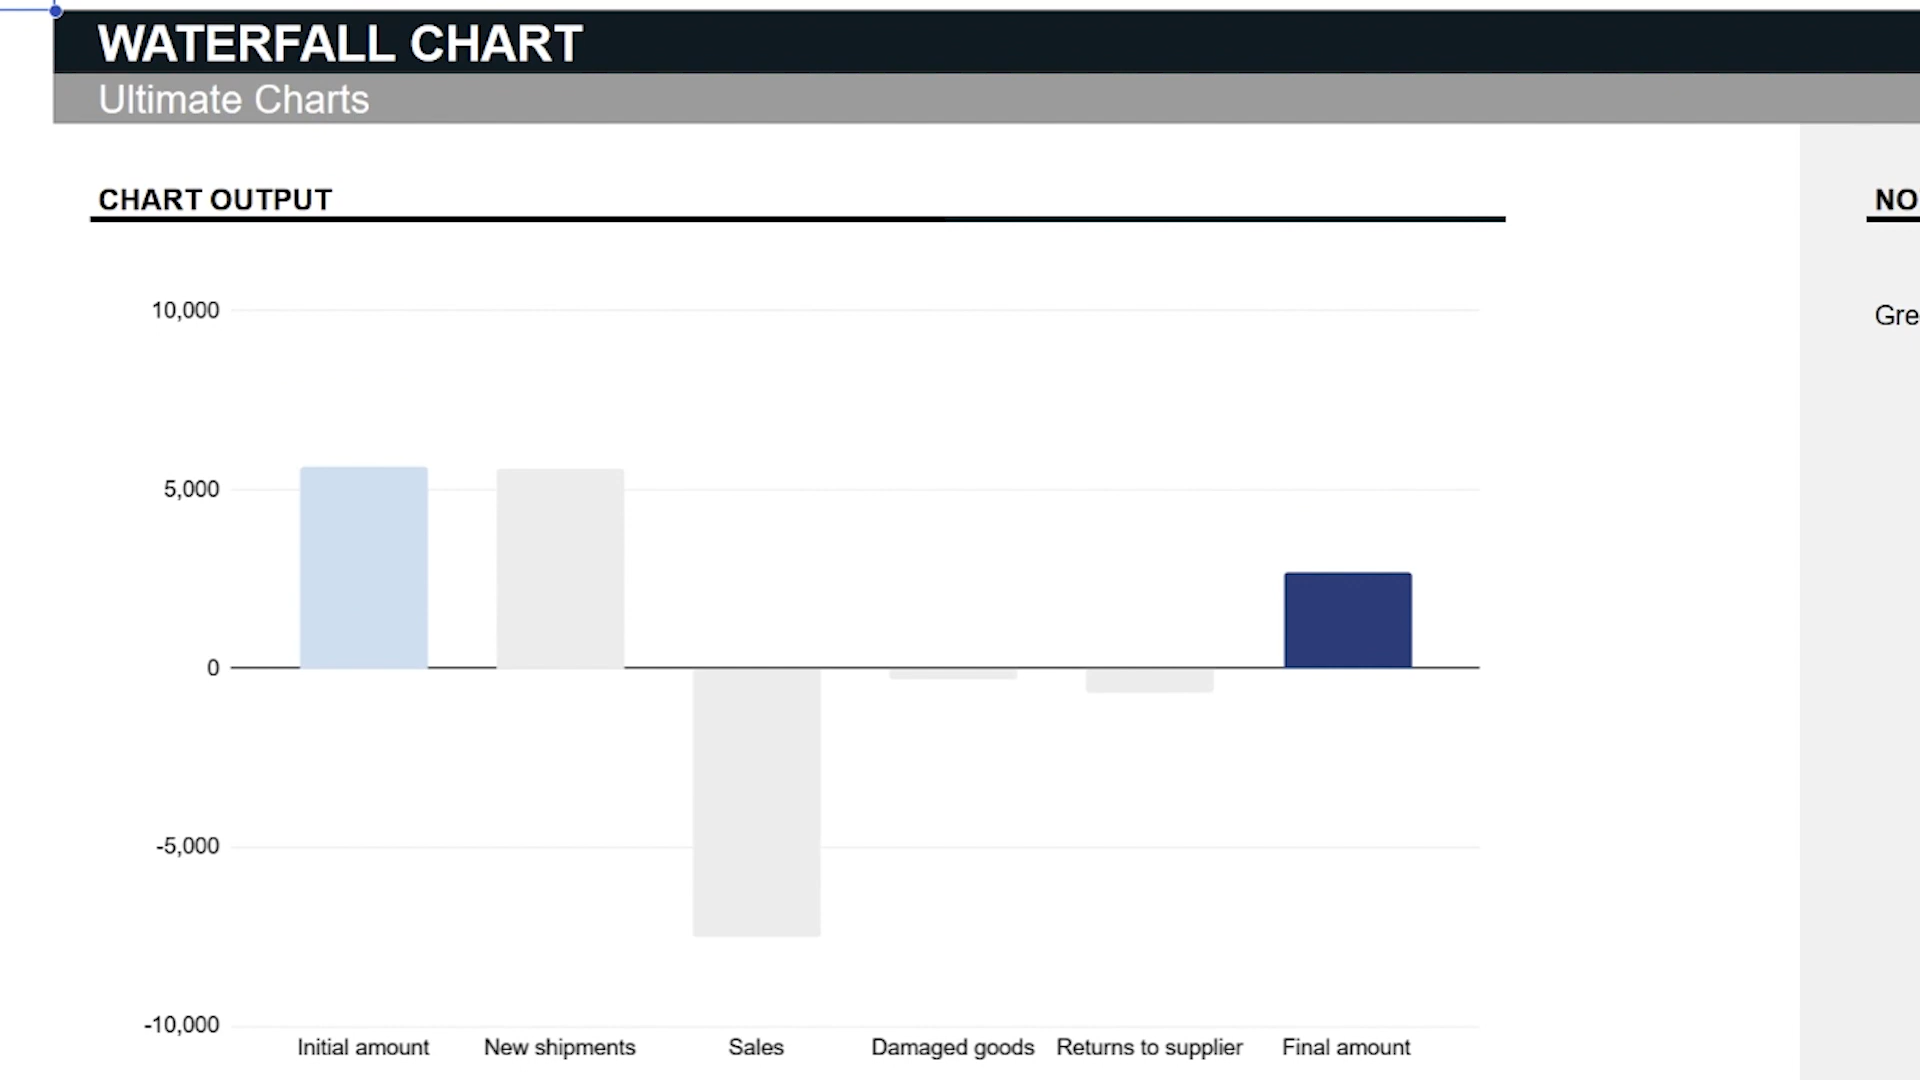 WATERFALL CHART
Ultimate Charts
CHART OUTPUT
NO
Gre
10,000
5,000
0
-5,000
-10,000
Initial amount New shipments Sales Damaged goods Returns to supplier Final amount